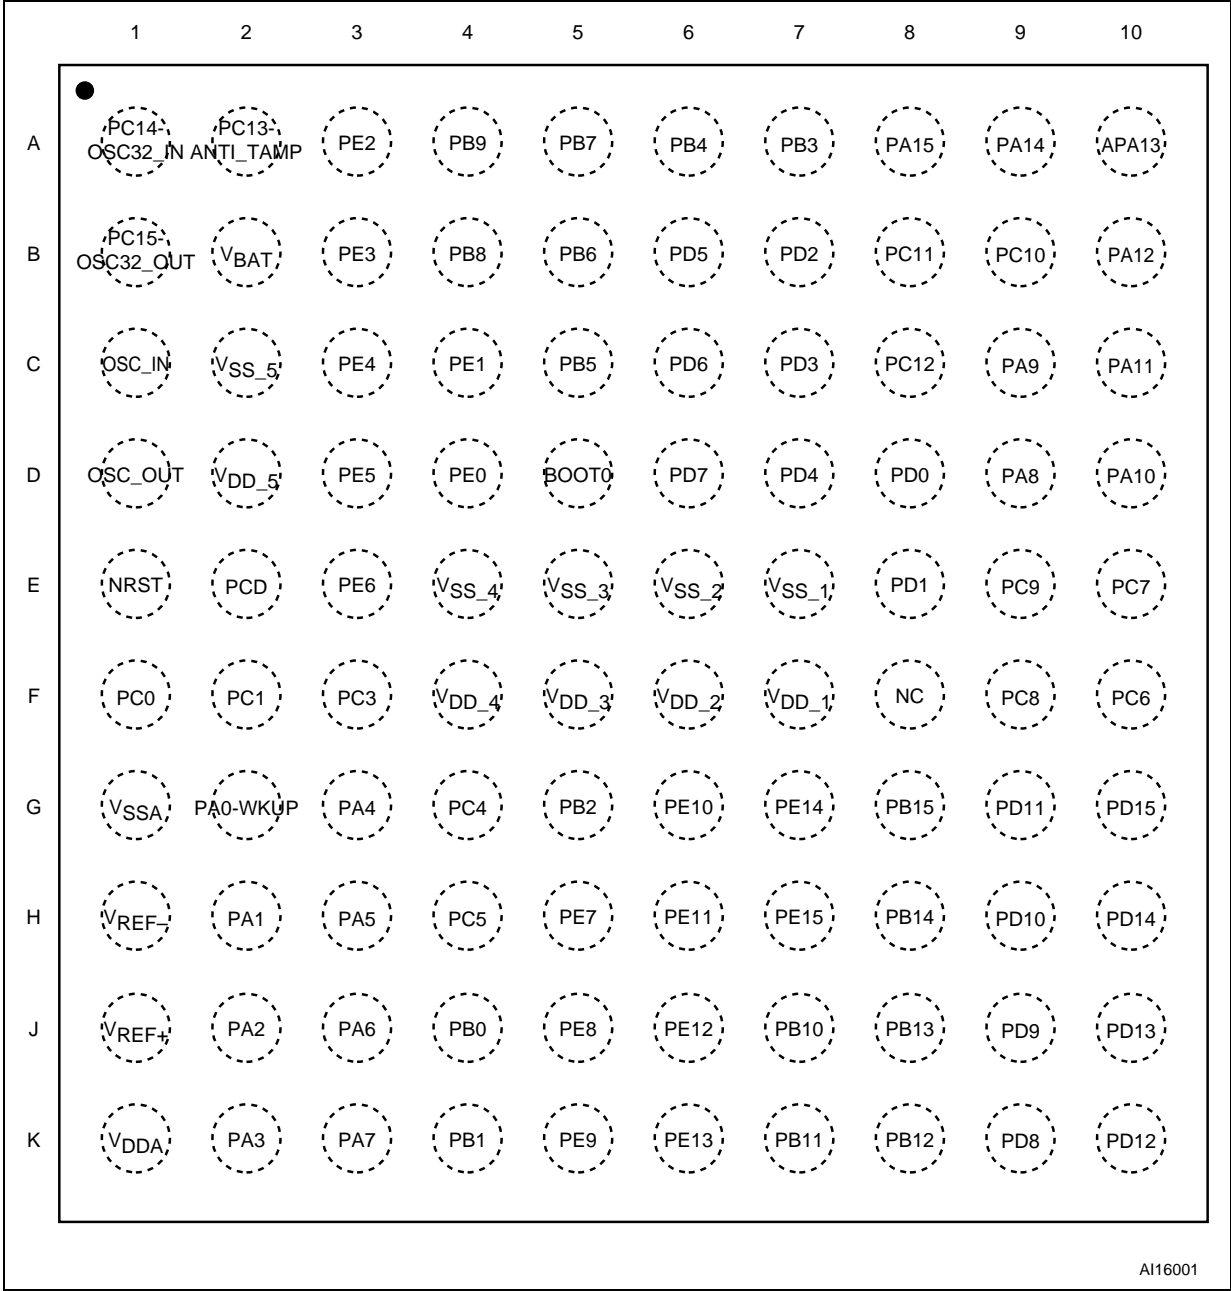 1 2 3 4 5 6 7 8 9 10
A PC14-OSC32_IN PC13-ANTI_TAMP PE2 PB9 PB7 PB4 PB3 PA15 PA14 APA13
B PC15-OSC32_OUT VBAT PE3 PB8 PB6 PD5 PD2 PC11 PC10 PA12
C OSC_IN VSS_5 PE4 PE1 PB5 PD6 PD3 PC12 PA9 PA11
D OSC_OUT VDD_5 PE5 PE0 BOOT0 PD7 PD4 PD0 PA8 PA10
E NRST PCD PE6 VSS_4 VSS_3 VSS_2 VSS_1 PD1 PC9 PC7
F PC0 PC1 PC3 VDD_4 VDD_3 VDD_2 VDD_1 NC PC8 PC6
G VSSA PA0-WKUP PA4 PC4 PB2 PE10 PE14 PB15 PD11 PD15
H VREF– PA1 PA5 PC5 PE7 PE11 PE15 PB14 PD10 PD14
J VREF+ PA2 PA6 PB0 PE8 PE12 PB10 PB13 PD9 PD13
K VDDA PA3 PA7 PB1 PE9 PE13 PB11 PB12 PD8 PD12
AI16001